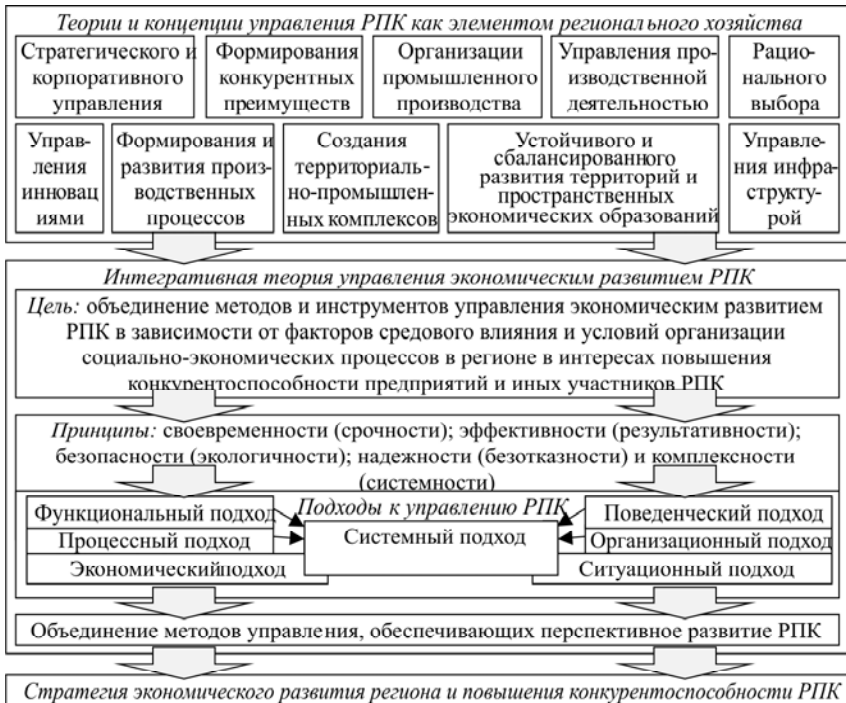 Теории и концепции управления РПК как элементом регионального хозяйства
Стратегического и
корпоративного
управления
Формирования
конкурентных
преимуществ
Организации
промышленного
производства
Управления про-
изводственной
деятельностью
Рацио-
нального
выбора
Управ-
ления
инновац
иями
Формирования и
развития произ-
водственных
процессов
Создания
территориаль-
но-промышлен-
ных комплексов
Устойчивого и
сбалансированного
развития территорий и
пространственных
экономических образований
Управле-
ния инфра-
структу-
рой
Интегративная теория управления экономическим развитием РПК
Цель: объединение методов и инструментов управления экономическим развитием
РПК в зависимости от факторов средового влияния и условий организации
социально-экономических процессов в регионе в интересах повышения
конкурентоспособности предприятий и иных участников РПК
Принципы: своевременности (срочности); эффективности (результативности);
безопасности (экологичности); надежности (безотказности) и комплексности
(системности)
Подходы к управлению РПК
Функциональный подход
Процессный подход
Экономическийподход
Системный подход
Поведенческий подход
Организационный подход
Ситуационный подход
Объединение методов управления, обеспечивающих перспективное развитие РПК
Стратегия экономического развития региона и повышения конкурентоспособности РПК